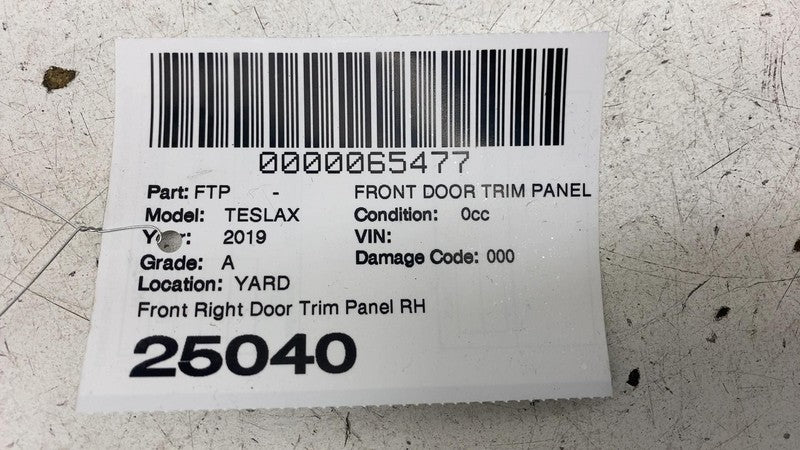 0000065477
Part: FTP - FRONT DOOR TRIM PANEL
Model: TESLAX Condition: 0cc
Year: 2019 VIN:
Grade: A Damage Code: 000
Location: YARD
Front Right Door Trim Panel RH
25040